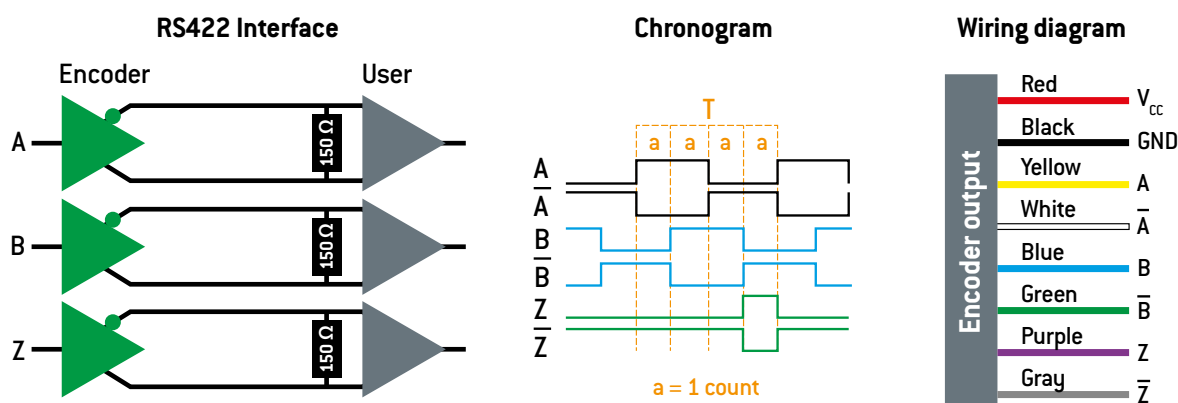 RS422 Interface
Encoder
User
A
150 Ω
B
150 Ω
Z
150 Ω
Chronogram
T
a a a a
A
A̅
B
B̅
Z
Z̅
a = 1 count
Wiring diagram
Encoder output
Red V_CC
Black GND
Yellow A
White A̅
Blue B
Green B̅
Purple Z
Gray Z̅